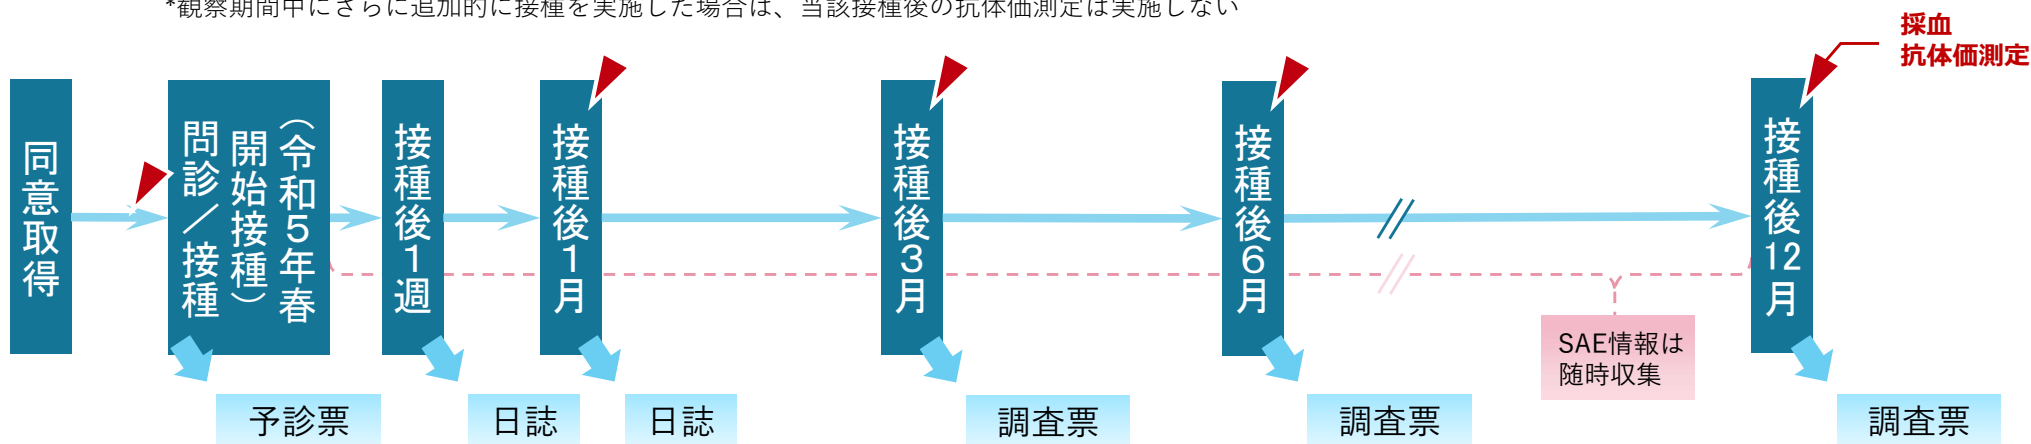 *観察期間中にさらに追加的に接種を実施した場合は、当該接種後の抗体価測定は実施しない
採血
抗体価測定
同意取得
問診／接種
（令和５年春
開始接種）
接種後１週
接種後１月
接種後３月
接種後６月
接種後12月
SAE情報は
随時収集
予診票
日誌
日誌
調査票
調査票
調査票